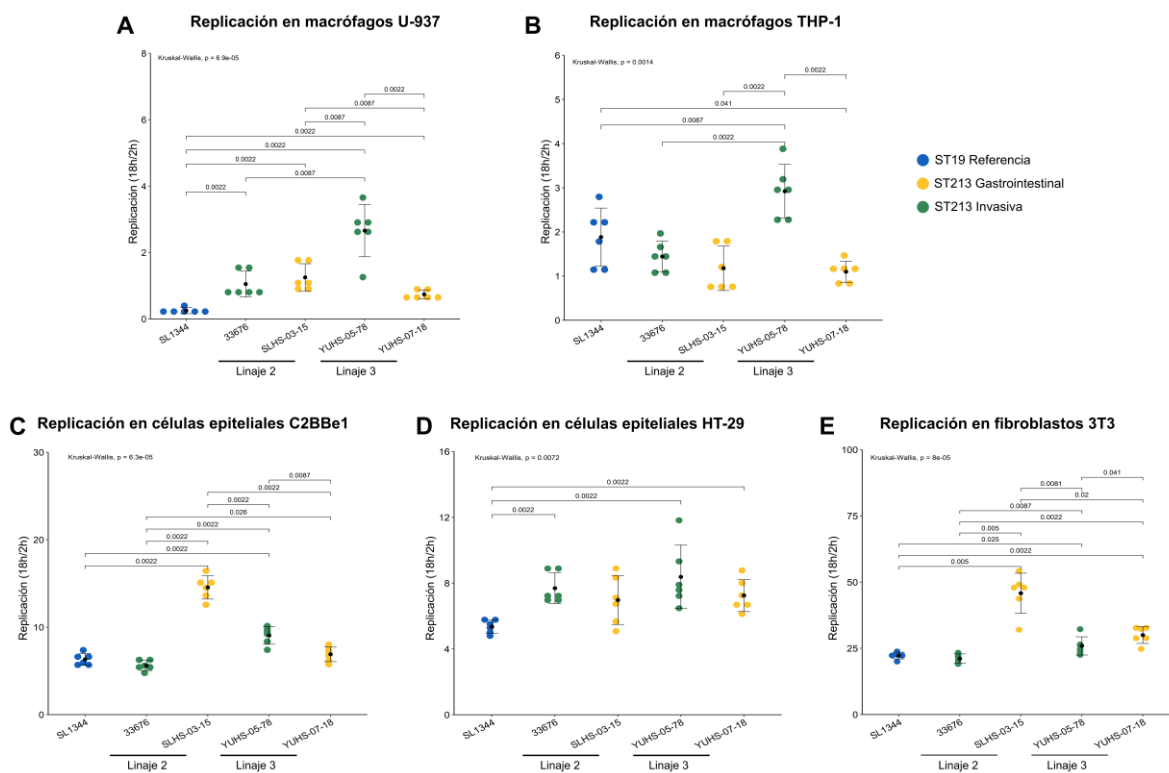 A
Replicación en macrófagos U-937
Kruskal-Wallis, p = 6.9e-05
Replicación (18h/2h)
8
6
4
2
0
0.0022
0.0087
0.0087
0.0022
0.0022
0.0022
0.0087
0.0022
SL1344
33676
SLHS-03-15
YUHS-05-78
YUHS-07-18
Linaje 2
Linaje 3
B
Replicación en macrófagos THP-1
Kruskal-Wallis, p = 0.0014
Replicación (18h/2h)
6
5
4
3
2
1
0
0.0022
0.0022
0.041
0.0087
0.0022
SL1344
33676
SLHS-03-15
YUHS-05-78
YUHS-07-18
Linaje 2
Linaje 3
ST19 Referencia
ST213 Gastrointestinal
ST213 Invasiva
C
Replicación en células epiteliales C2BBe1
Kruskal-Wallis, p = 6.3e-05
Replicación (18h/2h)
30
20
10
0
0.0087
0.0022
0.0022
0.026
0.0022
0.0022
0.0022
0.0022
SL1344
33676
SLHS-03-15
YUHS-05-78
YUHS-07-18
Linaje 2
Linaje 3
D
Replicación en células epiteliales HT-29
Kruskal-Wallis, p = 0.0072
Replicación (18h/2h)
16
12
8
4
0
0.0022
0.0022
0.0022
SL1344
33676
SLHS-03-15
YUHS-05-78
YUHS-07-18
Linaje 2
Linaje 3
E
Replicación en fibroblastos 3T3
Kruskal-Wallis, p = 8e-05
Replicación (18h/2h)
100
75
50
25
0
0.041
0.0081
0.02
0.0087
0.0022
0.005
0.025
0.0022
0.005
SL1344
33676
SLHS-03-15
YUHS-05-78
YUHS-07-18
Linaje 2
Linaje 3